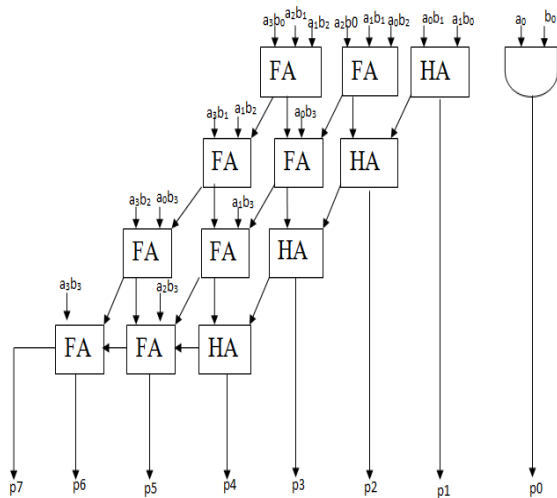 a₃b₀ a₂b₁ a₁b₂ a₂b0 a₁b₁ a₀b₂ a₀b₁ a₁b₀ a₀ b₀
FA FA HA
a₃b₁ a₁b₂ a₀b₃
FA FA HA
a₃b₂ a₀b₃ a₁b₃
FA FA HA
a₃b₃ a₂b₃
FA FA HA
p7 p6 p5 p4 p3 p2 p1 p0